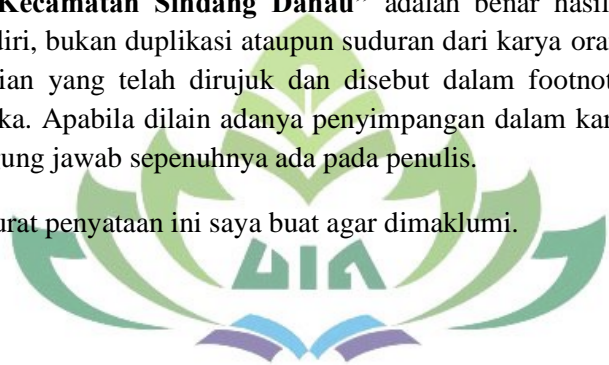 Kecamatan Sindang Danau" adalah benar hasil
diri, bukan duplikasi ataupun suduran dari karya oran
ian yang telah dirujuk dan disebut dalam footnot
ka. Apabila dilain adanya penyimpangan dalam kar
gung jawab sepenuhnya ada pada penulis.
urat penyataan ini saya buat agar dimaklumi.
UIN